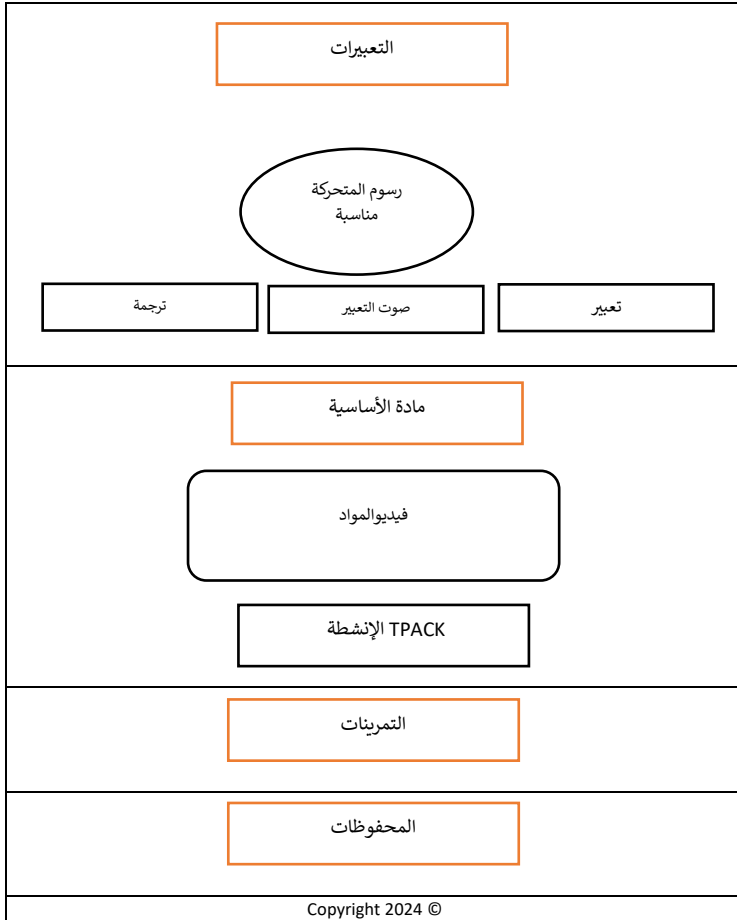 التعبيرات
رسوم المتحركة
مناسبة
تعبير
صوت التعبير
ترجمة
مادة الأساسية
فيديوالمواد
الإنشطة TPACK
التمرينات
المحفوظات
Copyright 2024 ©